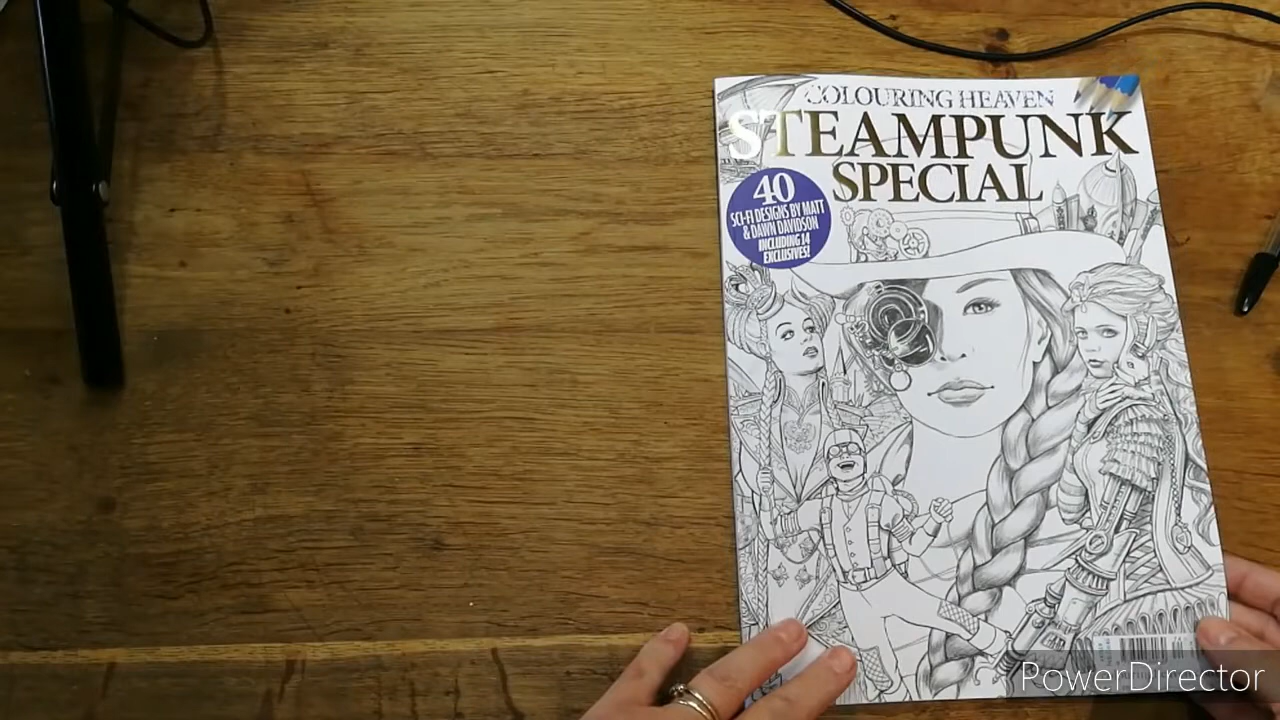 COLOURING HEAVEN
STEAMPUNK
SPECIAL
40
SCI-FI DESIGNS BY MATT
& DAWN DAVIDSON
INCLUDING 14
EXCLUSIVES!
PowerDirector